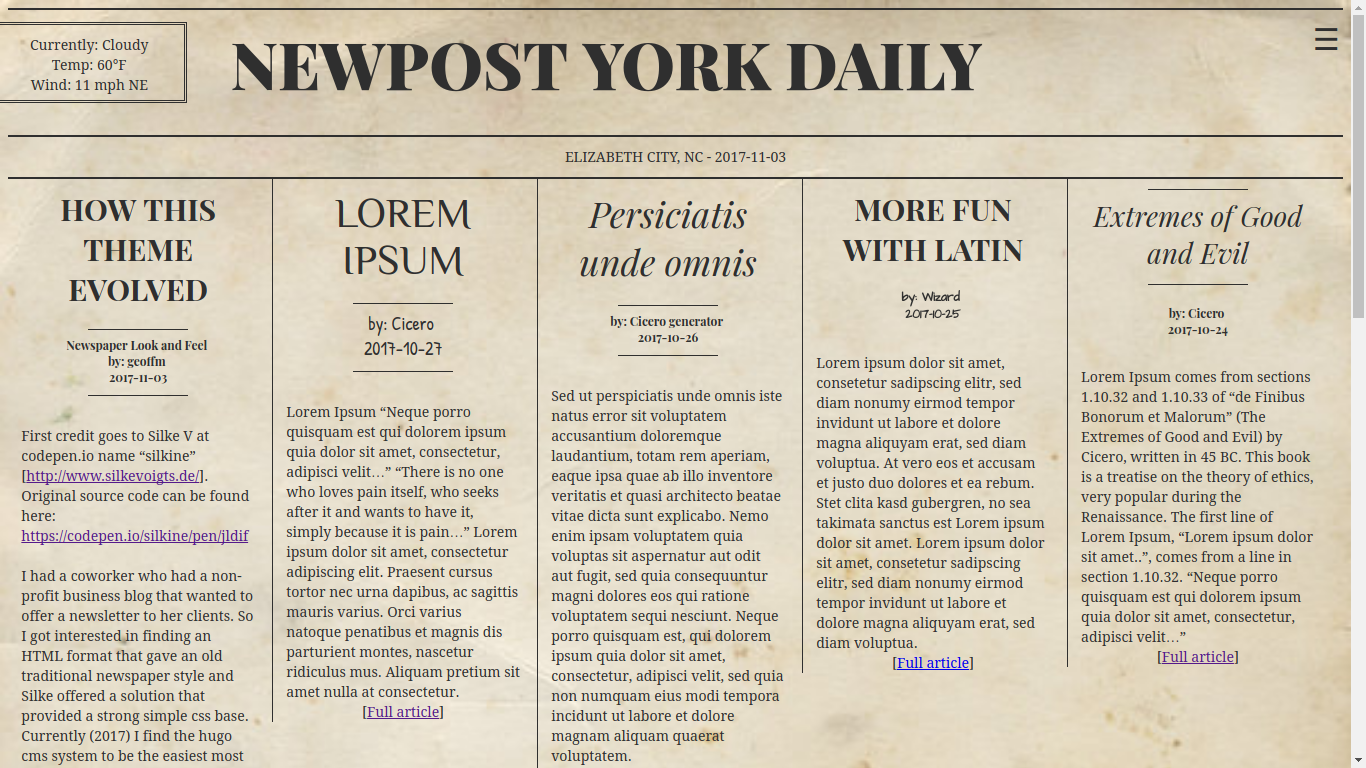 Currently: Cloudy
Temp: 60°F
Wind: 11 mph NE
NEWPOST YORK DAILY
☰
ELIZABETH CITY, NC - 2017-11-03
HOW THIS
THEME
EVOLVED
Newspaper Look and Feel
by: geoffm
2017-11-03
First credit goes to Silke V at
codepen.io name “silkine”
[http://www.silkevoigts.de/].
Original source code can be found
here:
https://codepen.io/silkine/pen/jldif
I had a coworker who had a non-
profit business blog that wanted to
offer a newsletter to her clients. So
I got interested in finding an
HTML format that gave an old
traditional newspaper style and
Silke offered a solution that
provided a strong simple css base.
Currently (2017) I find the hugo
cms system to be the easiest most
LOREM
IPSUM
by: Cicero
2017-10-27
Lorem Ipsum “Neque porro
quisquam est qui dolorem ipsum
quia dolor sit amet, consectetur,
adipisci velit…” “There is no one
who loves pain itself, who seeks
after it and wants to have it,
simply because it is pain…” Lorem
ipsum dolor sit amet, consectetur
adipiscing elit. Praesent cursus
tortor nec urna dapibus, ac sagittis
mauris varius. Orci varius
natoque penatibus et magnis dis
parturient montes, nascetur
ridiculus mus. Aliquam pretium sit
amet nulla at consectetur.
[Full article]
Persiciatis
unde omnis
by: Cicero generator
2017-10-26
Sed ut perspiciatis unde omnis iste
natus error sit voluptatem
accusantium doloremque
laudantium, totam rem aperiam,
eaque ipsa quae ab illo inventore
veritatis et quasi architecto beatae
vitae dicta sunt explicabo. Nemo
enim ipsam voluptatem quia
voluptas sit aspernatur aut odit
aut fugit, sed quia consequuntur
magni dolores eos qui ratione
voluptatem sequi nesciunt. Neque
porro quisquam est, qui dolorem
ipsum quia dolor sit amet,
consectetur, adipisci velit, sed quia
non numquam eius modi tempora
incidunt ut labore et dolore
magnam aliquam quaerat
voluptatem.
MORE FUN
WITH LATIN
by: Wizard
2017-10-25
Lorem ipsum dolor sit amet,
consetetur sadipscing elitr, sed
diam nonumy eirmod tempor
invidunt ut labore et dolore
magna aliquyam erat, sed diam
voluptua. At vero eos et accusam
et justo duo dolores et ea rebum.
Stet clita kasd gubergren, no sea
takimata sanctus est Lorem ipsum
dolor sit amet. Lorem ipsum dolor
sit amet, consetetur sadipscing
elitr, sed diam nonumy eirmod
tempor invidunt ut labore et
dolore magna aliquyam erat, sed
diam voluptua.
[Full article]
Extremes of Good
and Evil
by: Cicero
2017-10-24
Lorem Ipsum comes from sections
1.10.32 and 1.10.33 of “de Finibus
Bonorum et Malorum” (The
Extremes of Good and Evil) by
Cicero, written in 45 BC. This book
is a treatise on the theory of ethics,
very popular during the
Renaissance. The first line of
Lorem Ipsum, “Lorem ipsum dolor
sit amet..”, comes from a line in
section 1.10.32. “Neque porro
quisquam est qui dolorem ipsum
quia dolor sit amet, consectetur,
adipisci velit…”
[Full article]